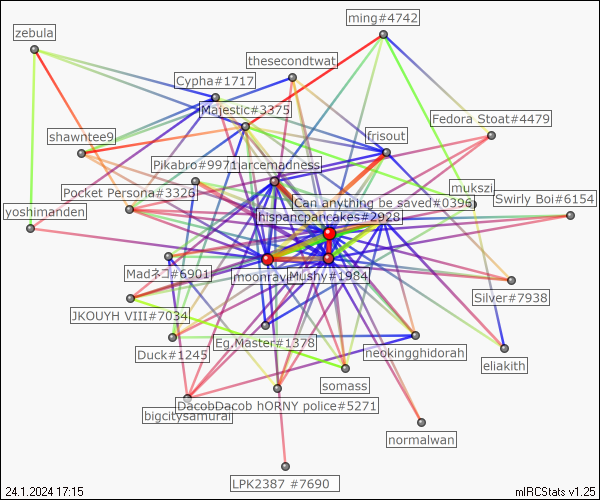 ming#4742
zebula
thesecondtwat
Cypha#1717
Majestic#3375
Fedora Stoat#4479
shawntee9
frisout
Pikabro#9971
arcemadness
Pocket Persona#3326
mukszi
Can anything be saved#0396
Swirly Boi#6154
yoshimanden
hispancpancakes#2928
Madネコ#6901
moonravi
Mushy#1984
Silver#7938
JKOUYH VIII#7034
Eg.Master#1378
Duck#1245
neokingghidorah
eliakith
somass
DacobDacob hORNY police#5271
bigcitysamurai
normalwan
LPK2387 #7690
24.1.2024 17:15
mIRCStats v1.25